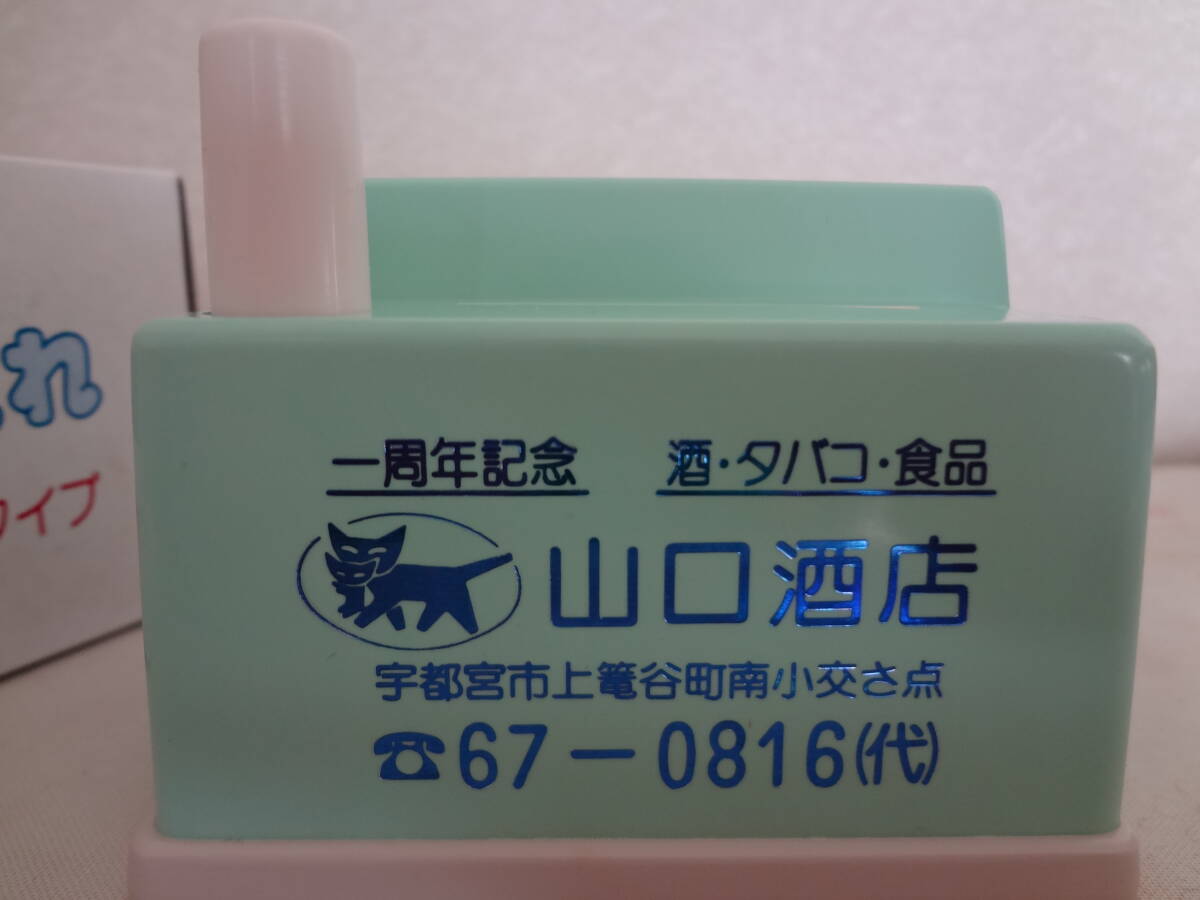 一周年記念 酒・タバコ・食品
山口酒店
宇都宮市上篭谷町南小交さ点
☎67-0816(代)
れ
イプ